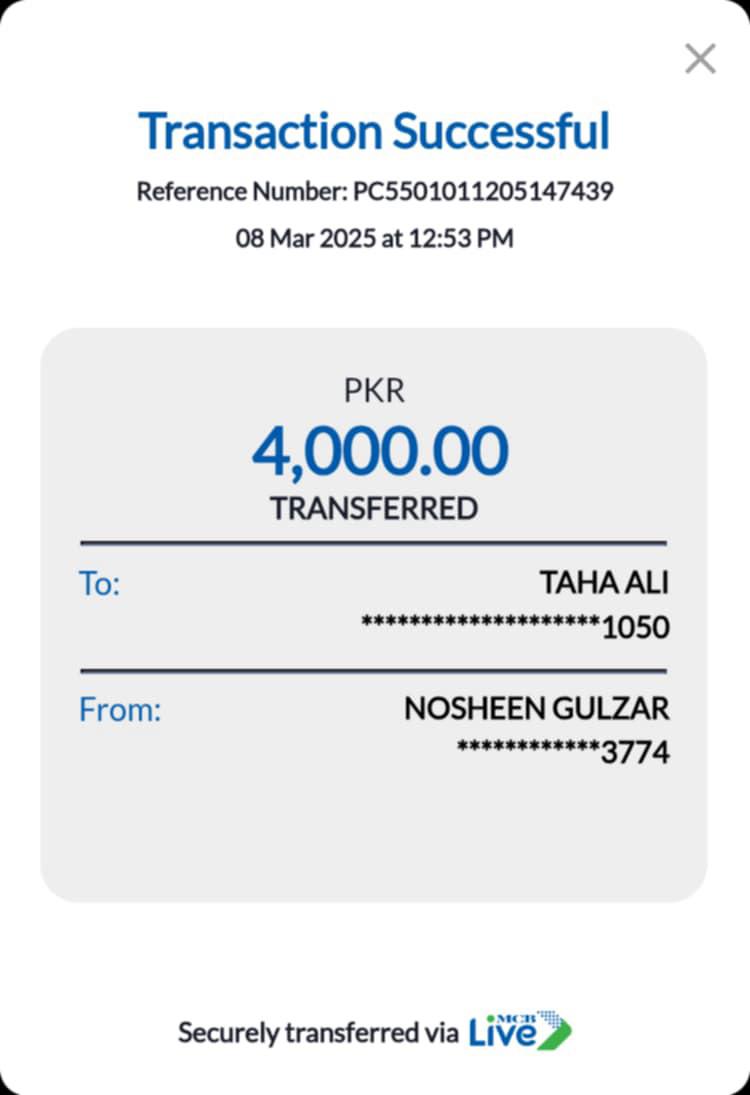 Transaction Successful
Reference Number: PC5501011205147439
08 Mar 2025 at 12:53 PM
PKR
4,000.00
TRANSFERRED
To: TAHA ALI
********************1050
From: NOSHEEN GULZAR
************3774
Securely transferred via MCB Live